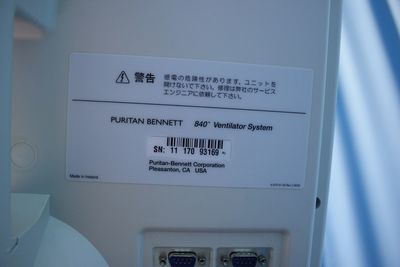 警告
感電の危険性があります。ユニットを
開けないで下さい。修理は弊社のサービス
エンジニアに依頼して下さい。
PURITAN BENNETT 840™ Ventilator System
SN: 11 170 93169
Puritan-Bennett Corporation
Pleasanton, CA USA
Made in Ireland